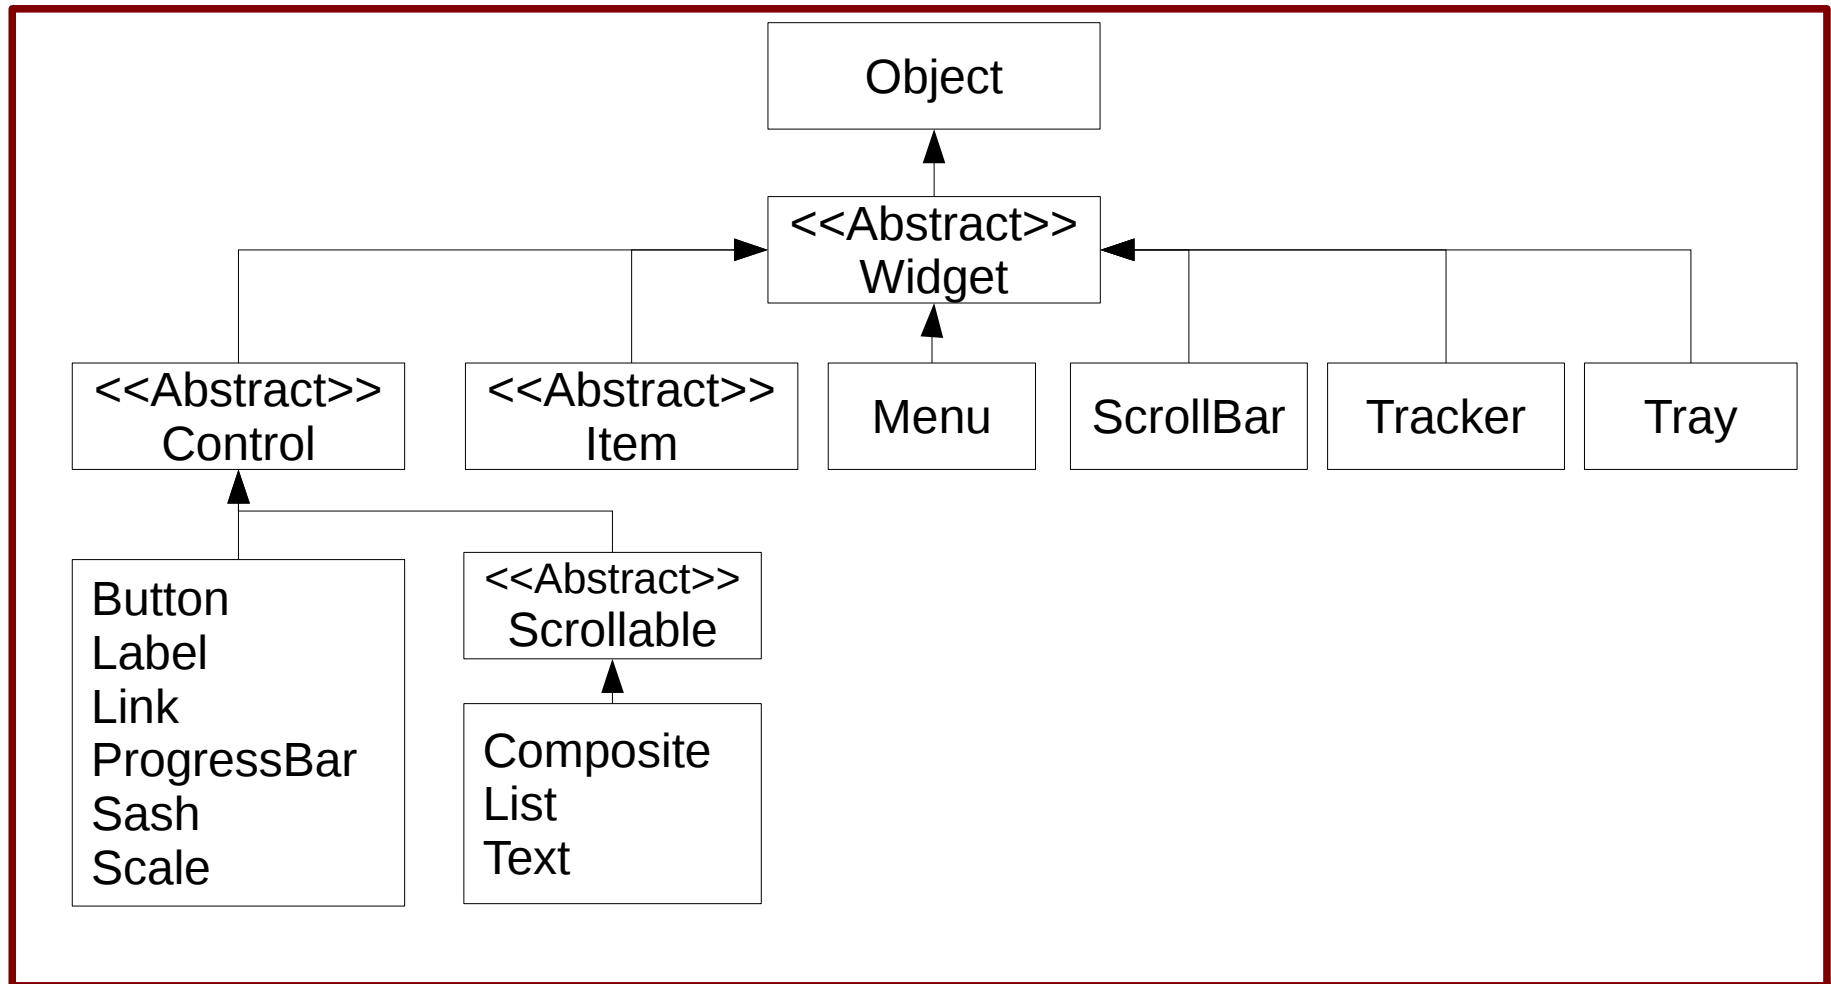 Object
<<Abstract>>
Widget
<<Abstract>>
Control
<<Abstract>>
Item
Menu
ScrollBar
Tracker
Tray
Button
Label
Link
ProgressBar
Sash
Scale
<<Abstract>>
Scrollable
Composite
List
Text